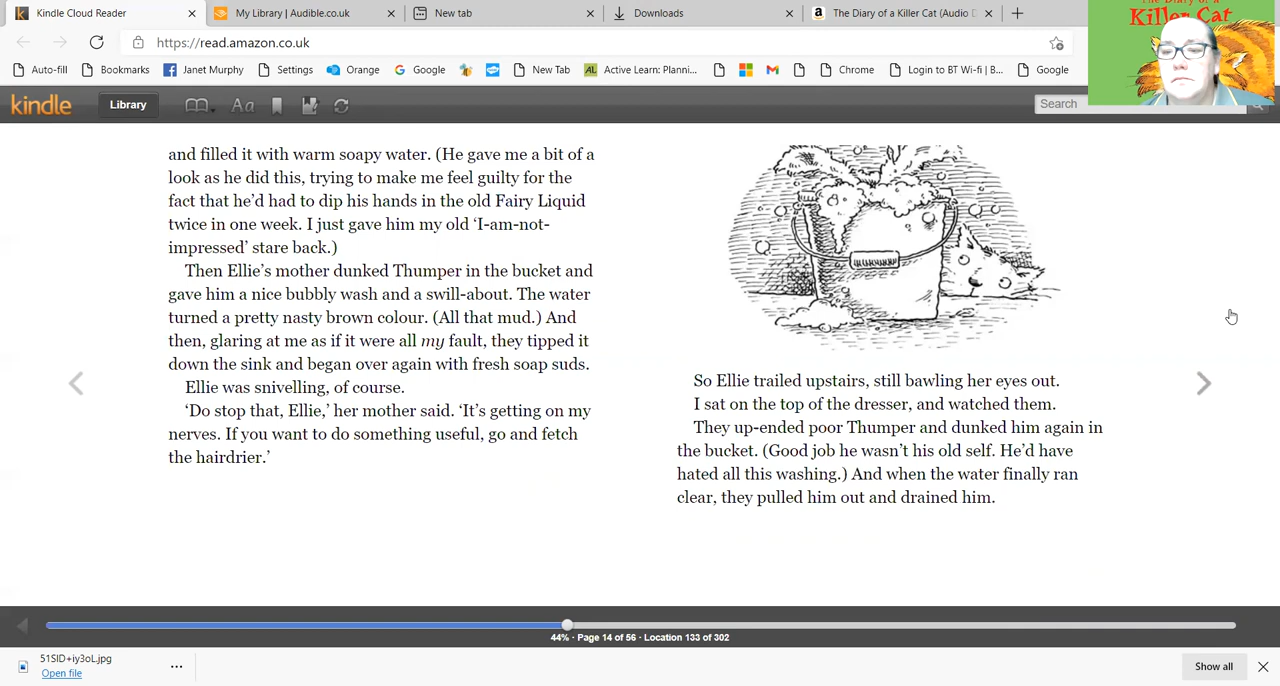 Kindle Cloud Reader
My Library | Audible.co.uk
New tab
Downloads
The Diary of a Killer Cat (Audio D
https://read.amazon.co.uk
Auto-fill
Bookmarks
Janet Murphy
Settings
Orange
Google
New Tab
AL Active Learn: Planni...
Chrome
Login to BT Wi-fi | B...
Google
The Diary of a
Killer Cat
kindle
Library
Aa
Search
and filled it with warm soapy water. (He gave me a bit of a
look as he did this, trying to make me feel guilty for the
fact that he’d had to dip his hands in the old Fairy Liquid
twice in one week. I just gave him my old ‘I-am-not-
impressed’ stare back.)
Then Ellie’s mother dunked Thumper in the bucket and
gave him a nice bubbly wash and a swill-about. The water
turned a pretty nasty brown colour. (All that mud.) And
then, glaring at me as if it were all my fault, they tipped it
down the sink and began over again with fresh soap suds.
Ellie was snivelling, of course.
‘Do stop that, Ellie,’ her mother said. ‘It’s getting on my
nerves. If you want to do something useful, go and fetch
the hairdrier.’
So Ellie trailed upstairs, still bawling her eyes out.
I sat on the top of the dresser, and watched them.
They up-ended poor Thumper and dunked him again in
the bucket. (Good job he wasn’t his old self. He’d have
hated all this washing.) And when the water finally ran
clear, they pulled him out and drained him.
44% · Page 14 of 56 · Location 133 of 302
51SID+iy3oL.jpg
Open file
Show all